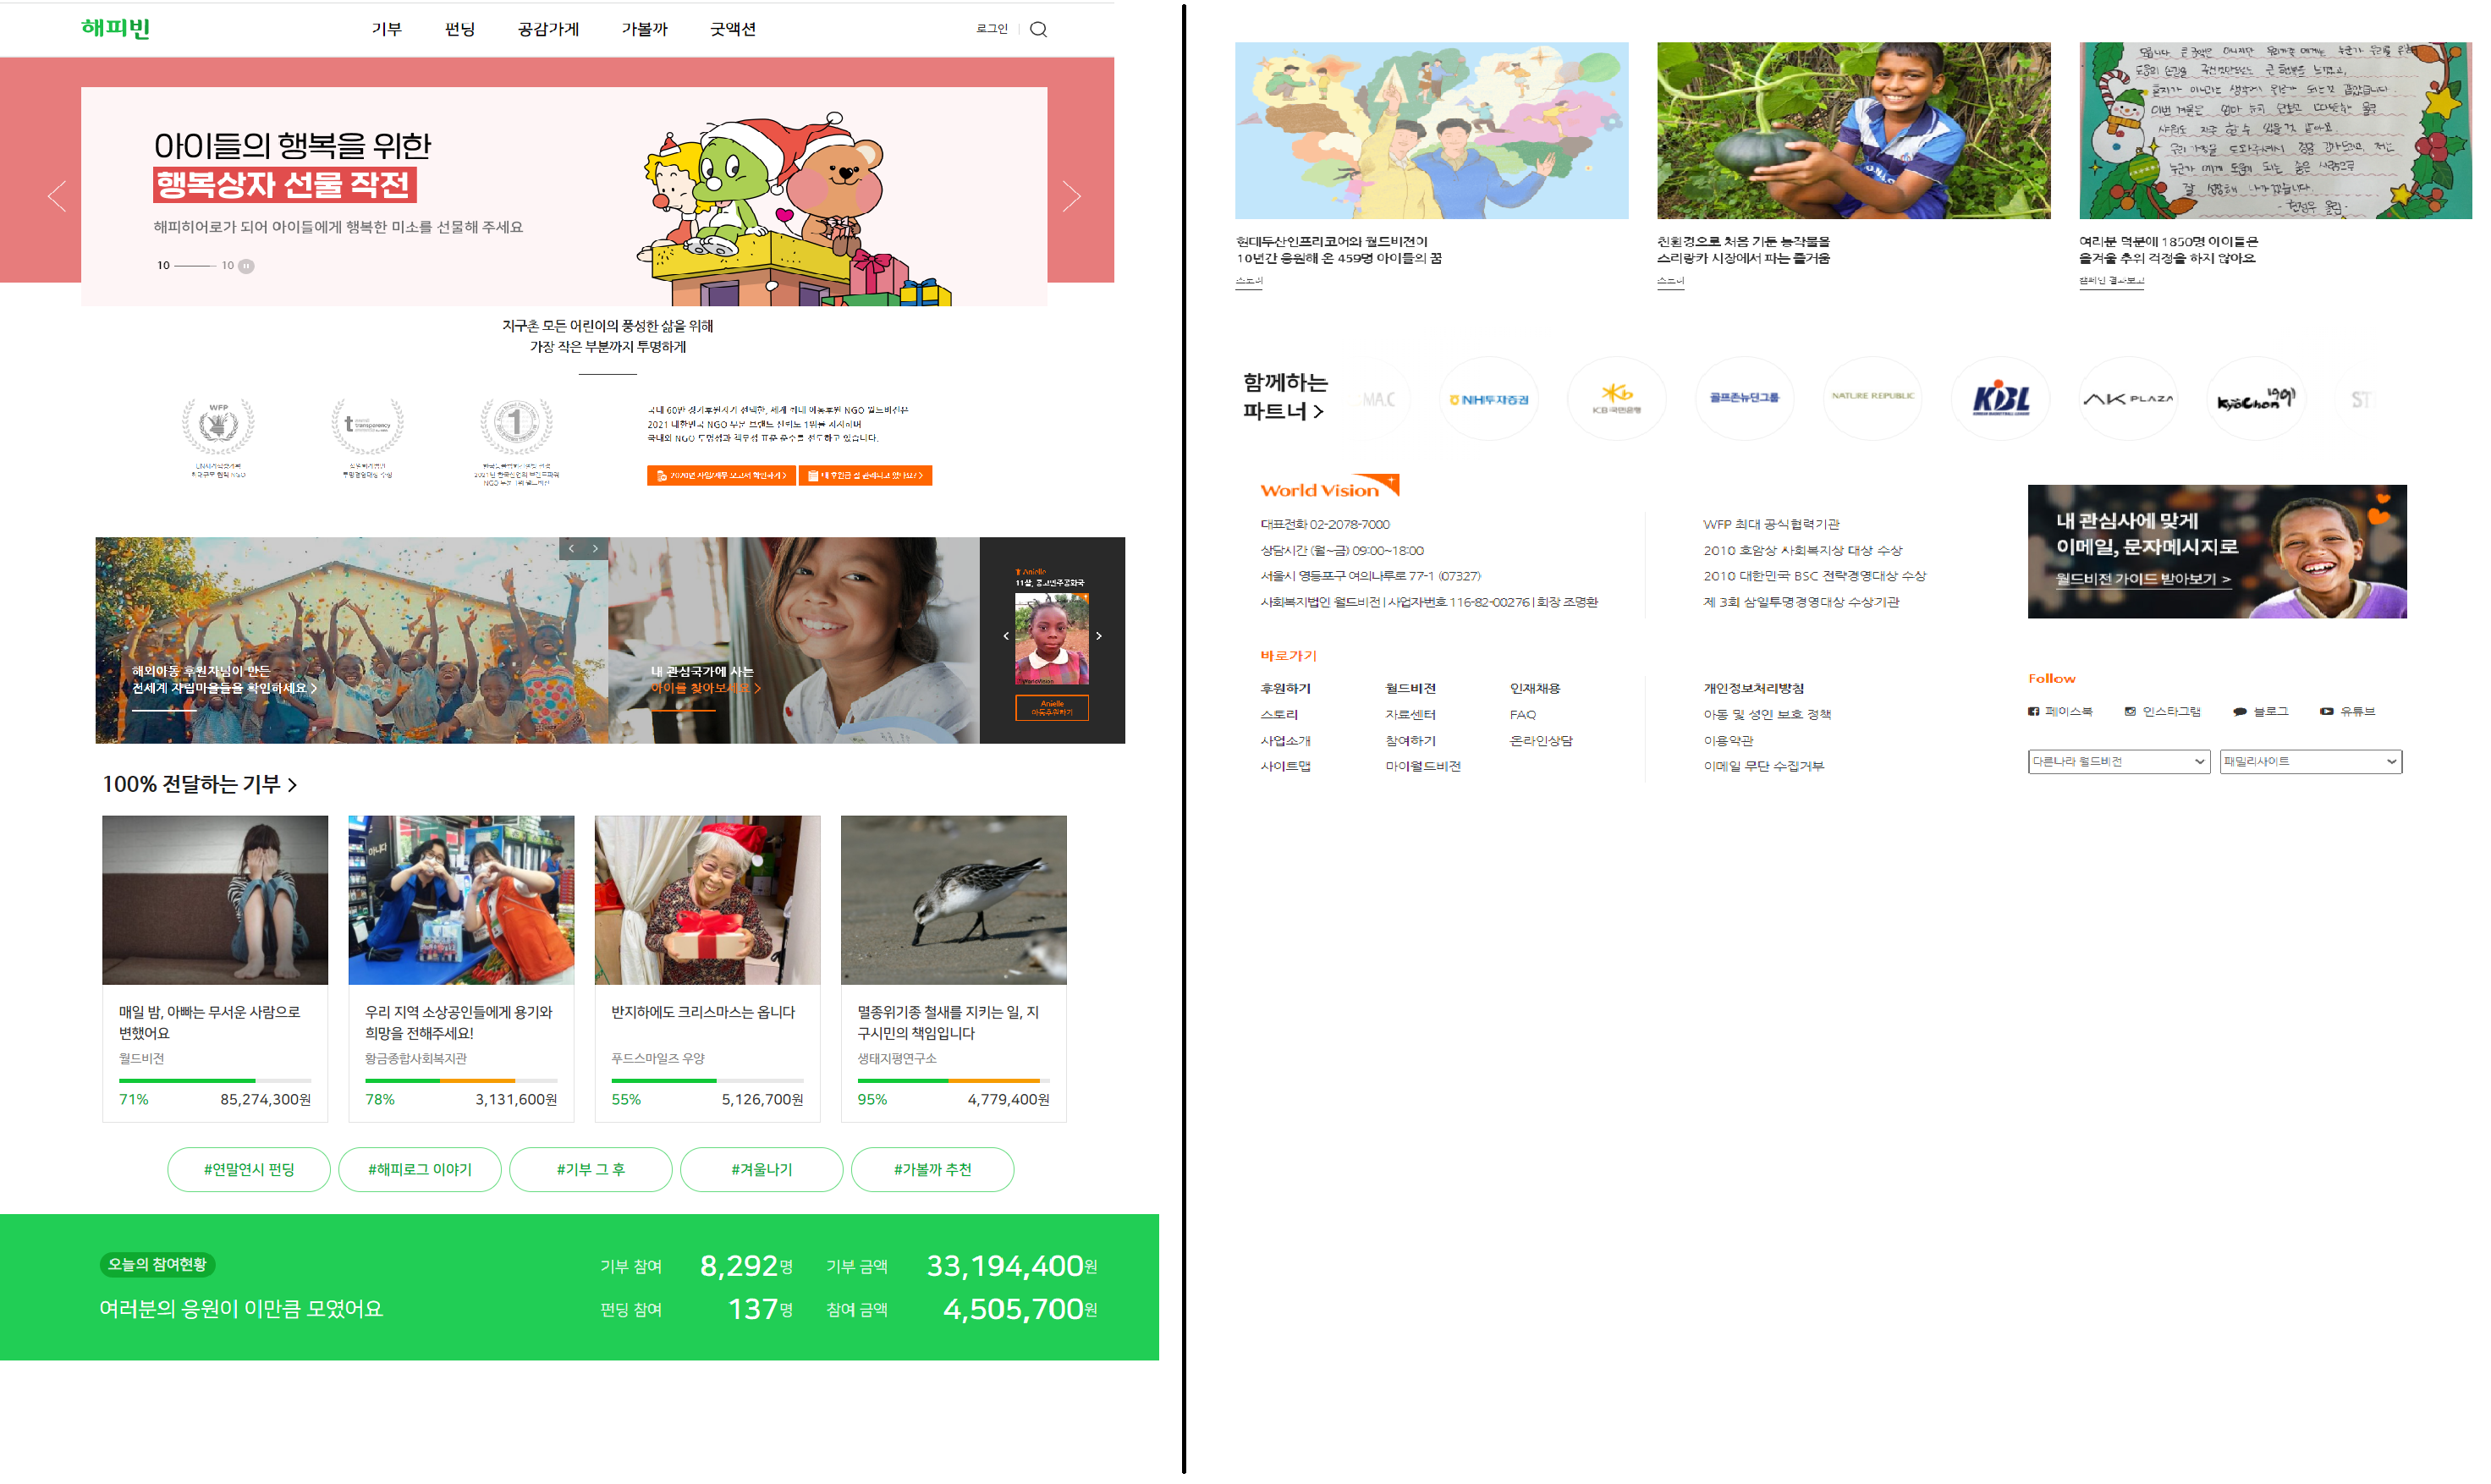 해피빈
기부
펀딩
공감가게
가볼까
굿액션
로그인
아이들의 행복을 위한
행복상자 선물 작전
해피히어로가 되어 아이들에게 행복한 미소를 선물해 주세요
10
10
지구촌 모든 어린이의 풍성한 삶을 위해
가장 작은 부분까지 투명하게
WFP
1
해외아동 후원자님이 만든
전세계 자립마을들을 확인하세요 >
내 관심국가에 사는
아이를 찾아보세요 >
Anielle
11살, 콩고민주공화국
Anielle
아동후원하기
100% 전달하는 기부 >
매일 밤, 아빠는 무서운 사람으로
변했어요
월드비전
71%
85,274,300원
우리 지역 소상공인들에게 용기와
희망을 전해주세요!
황금종합사회복지관
78%
3,131,600원
반지하에도 크리스마스는 옵니다
푸드스마일즈 우양
55%
5,126,700원
멸종위기종 철새를 지키는 일, 지
구시민의 책임입니다
생태지평연구소
95%
4,779,400원
#연말연시 펀딩
#해피로그 이야기
#기부 그 후
#겨울나기
#가볼까 추천
오늘의 참여현황
여러분의 응원이 이만큼 모였어요
기부 참여 8,292명 기부 금액 33,194,400원
펀딩 참여 137명 참여 금액 4,505,700원
현대두산인프라코어와 월드비전이
10년간 응원해 온 459명 아이들의 꿈
스토리
친환경으로 처음 키운 농작물을
스리랑카 시장에서 파는 즐거움
스토리
여러분 덕분에 1850명 아이들은
올겨울 추위 걱정을 하지 않아요
캠페인 결과보고
함께하는
파트너 >
NH투자증권
KB 국민은행
골프존뉴딘그룹
NATURE REPUBLIC
KBL
AK PLAZA
kyochon 1991
World Vision
대표전화 02-2078-7000
상담시간 (월~금) 09:00~18:00
서울시 영등포구 여의나루로 77-1 (07327)
사회복지법인 월드비전 | 사업자번호 116-82-00276 | 회장 조명환
WFP 최대 공식협력기관
2010 호암상 사회복지상 대상 수상
2010 대한민국 BSC 전략경영대상 수상
제 3회 삼일투명경영대상 수상기관
내 관심사에 맞게
이메일, 문자메시지로
월드비전 가이드 받아보기 >
바로가기
후원하기
스토리
사업소개
사이트맵
월드비전
자료센터
참여하기
마이월드비전
인재채용
FAQ
온라인상담
개인정보처리방침
아동 및 성인 보호 정책
이용약관
이메일 무단 수집거부
Follow
페이스북
인스타그램
블로그
유튜브
다른나라 월드비전
패밀리사이트